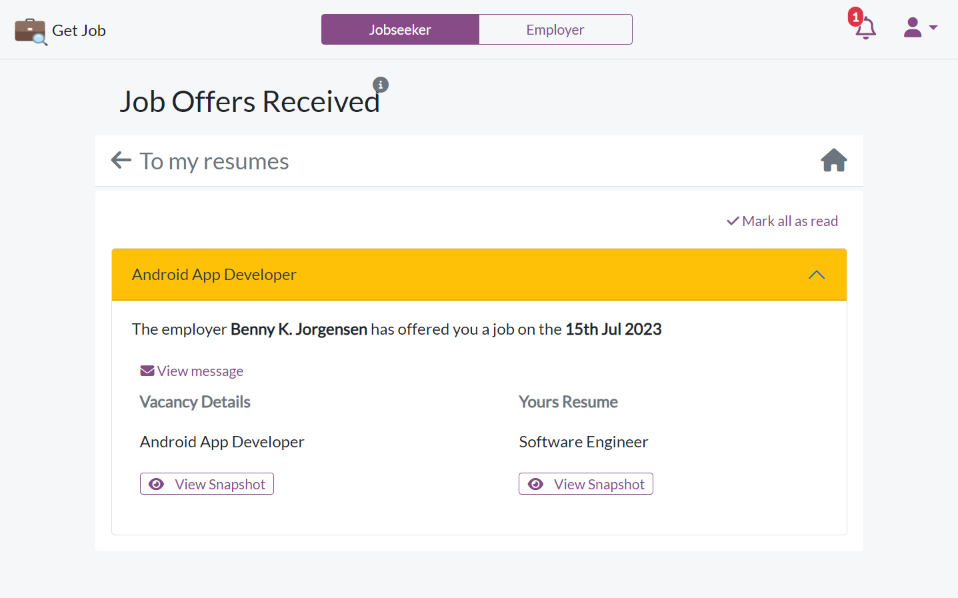 Get Job
Jobseeker
Employer
1
Job Offers Received
i
To my resumes
Mark all as read
Android App Developer
The employer Benny K. Jorgensen has offered you a job on the 15th Jul 2023
View message
Vacancy Details
Yours Resume
Android App Developer
Software Engineer
View Snapshot
View Snapshot